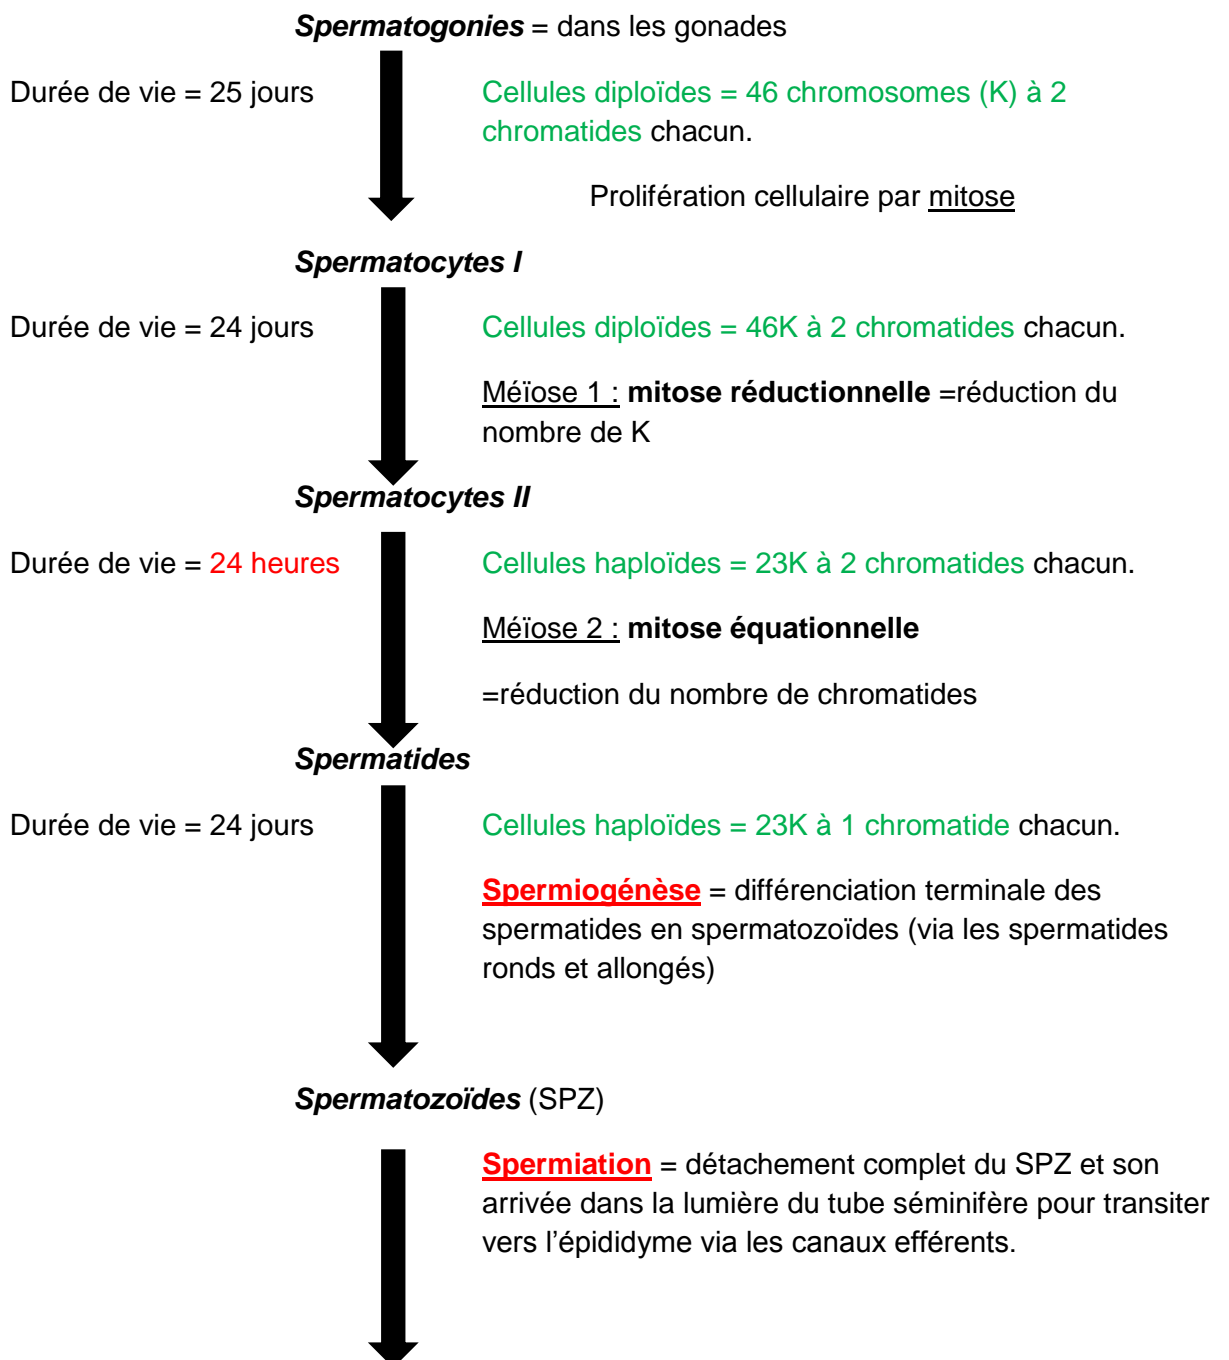 Spermatogonies = dans les gonades
Durée de vie = 25 jours
Cellules diploïdes = 46 chromosomes (K) à 2
chromatides chacun.
Prolifération cellulaire par mitose
Spermatocytes I
Durée de vie = 24 jours
Cellules diploïdes = 46K à 2 chromatides chacun.
Méïose 1 : mitose réductionnelle =réduction du
nombre de K
Spermatocytes II
Durée de vie = 24 heures
Cellules haploïdes = 23K à 2 chromatides chacun.
Méïose 2 : mitose équationnelle
=réduction du nombre de chromatides
Spermatides
Durée de vie = 24 jours
Cellules haploïdes = 23K à 1 chromatide chacun.
Spermiogénèse = différenciation terminale des
spermatides en spermatozoïdes (via les spermatides
ronds et allongés)
Spermatozoïdes (SPZ)
Spermiation = détachement complet du SPZ et son
arrivée dans la lumière du tube séminifère pour transiter
vers l’épididyme via les canaux efférents.